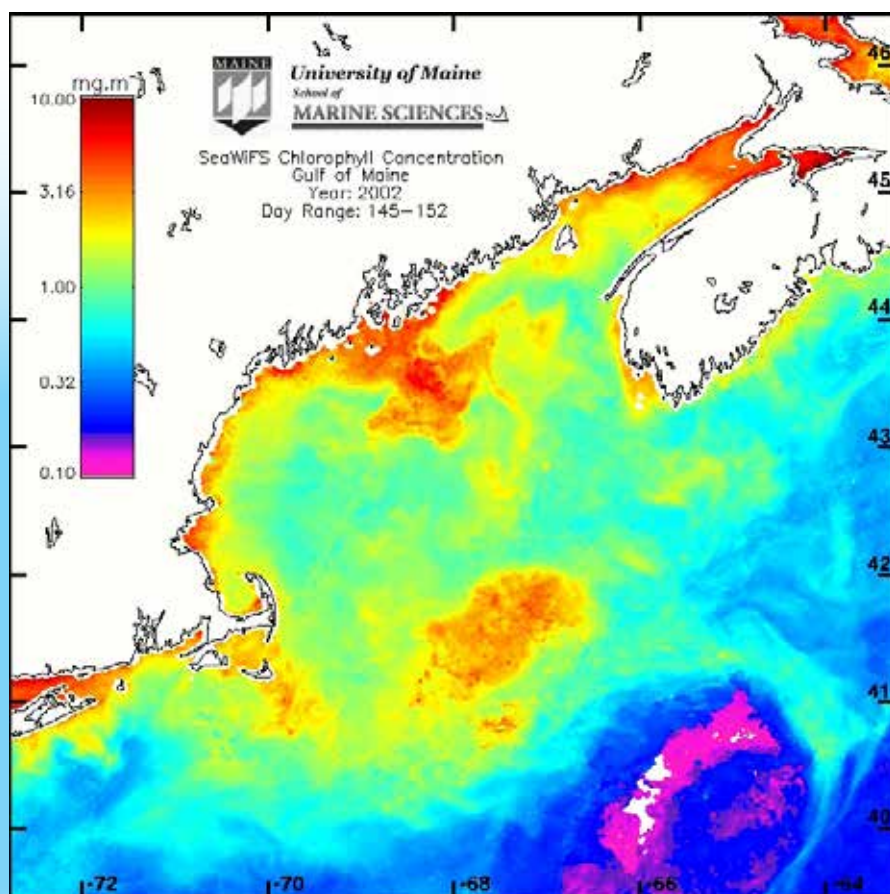 MAINE
University of Maine
School of
MARINE SCIENCES
SeaWiFS Chlorophyll Concentration
Gulf of Maine
Year: 2002
Day Range: 145-152
mg.m
10.00
3.16
1.00
0.32
0.10
46
45
44
43
42
41
40
-72
-70
-68
-66
-64